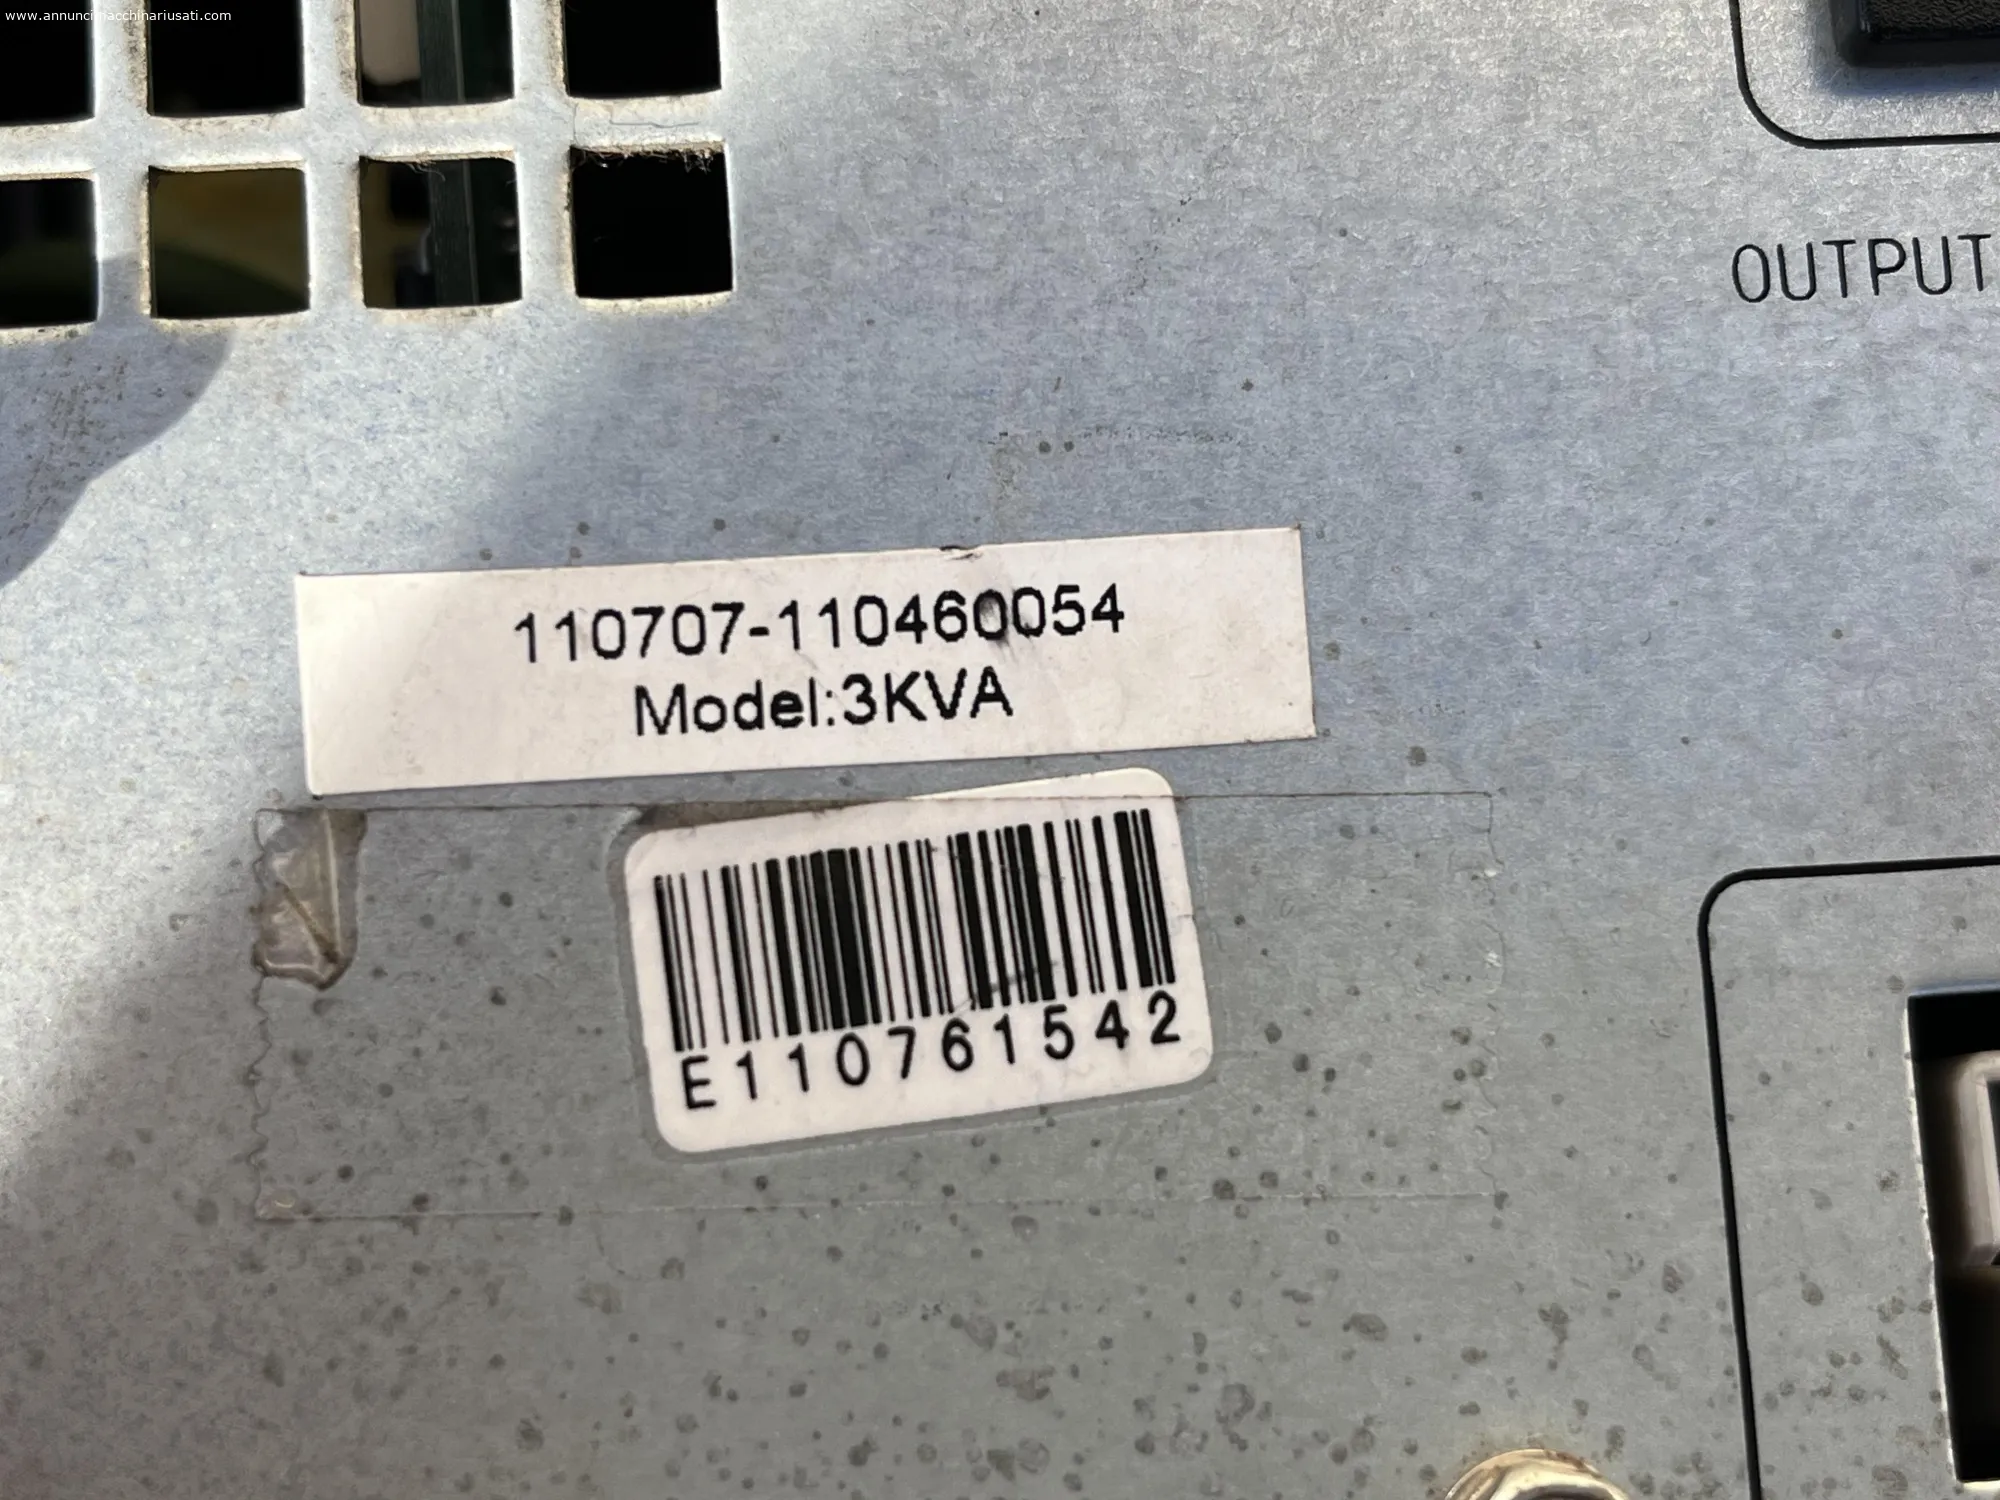 www.annuncimacchinariusati.com
OUTPUT
110707-110460054
Model:3KVA
E110761542